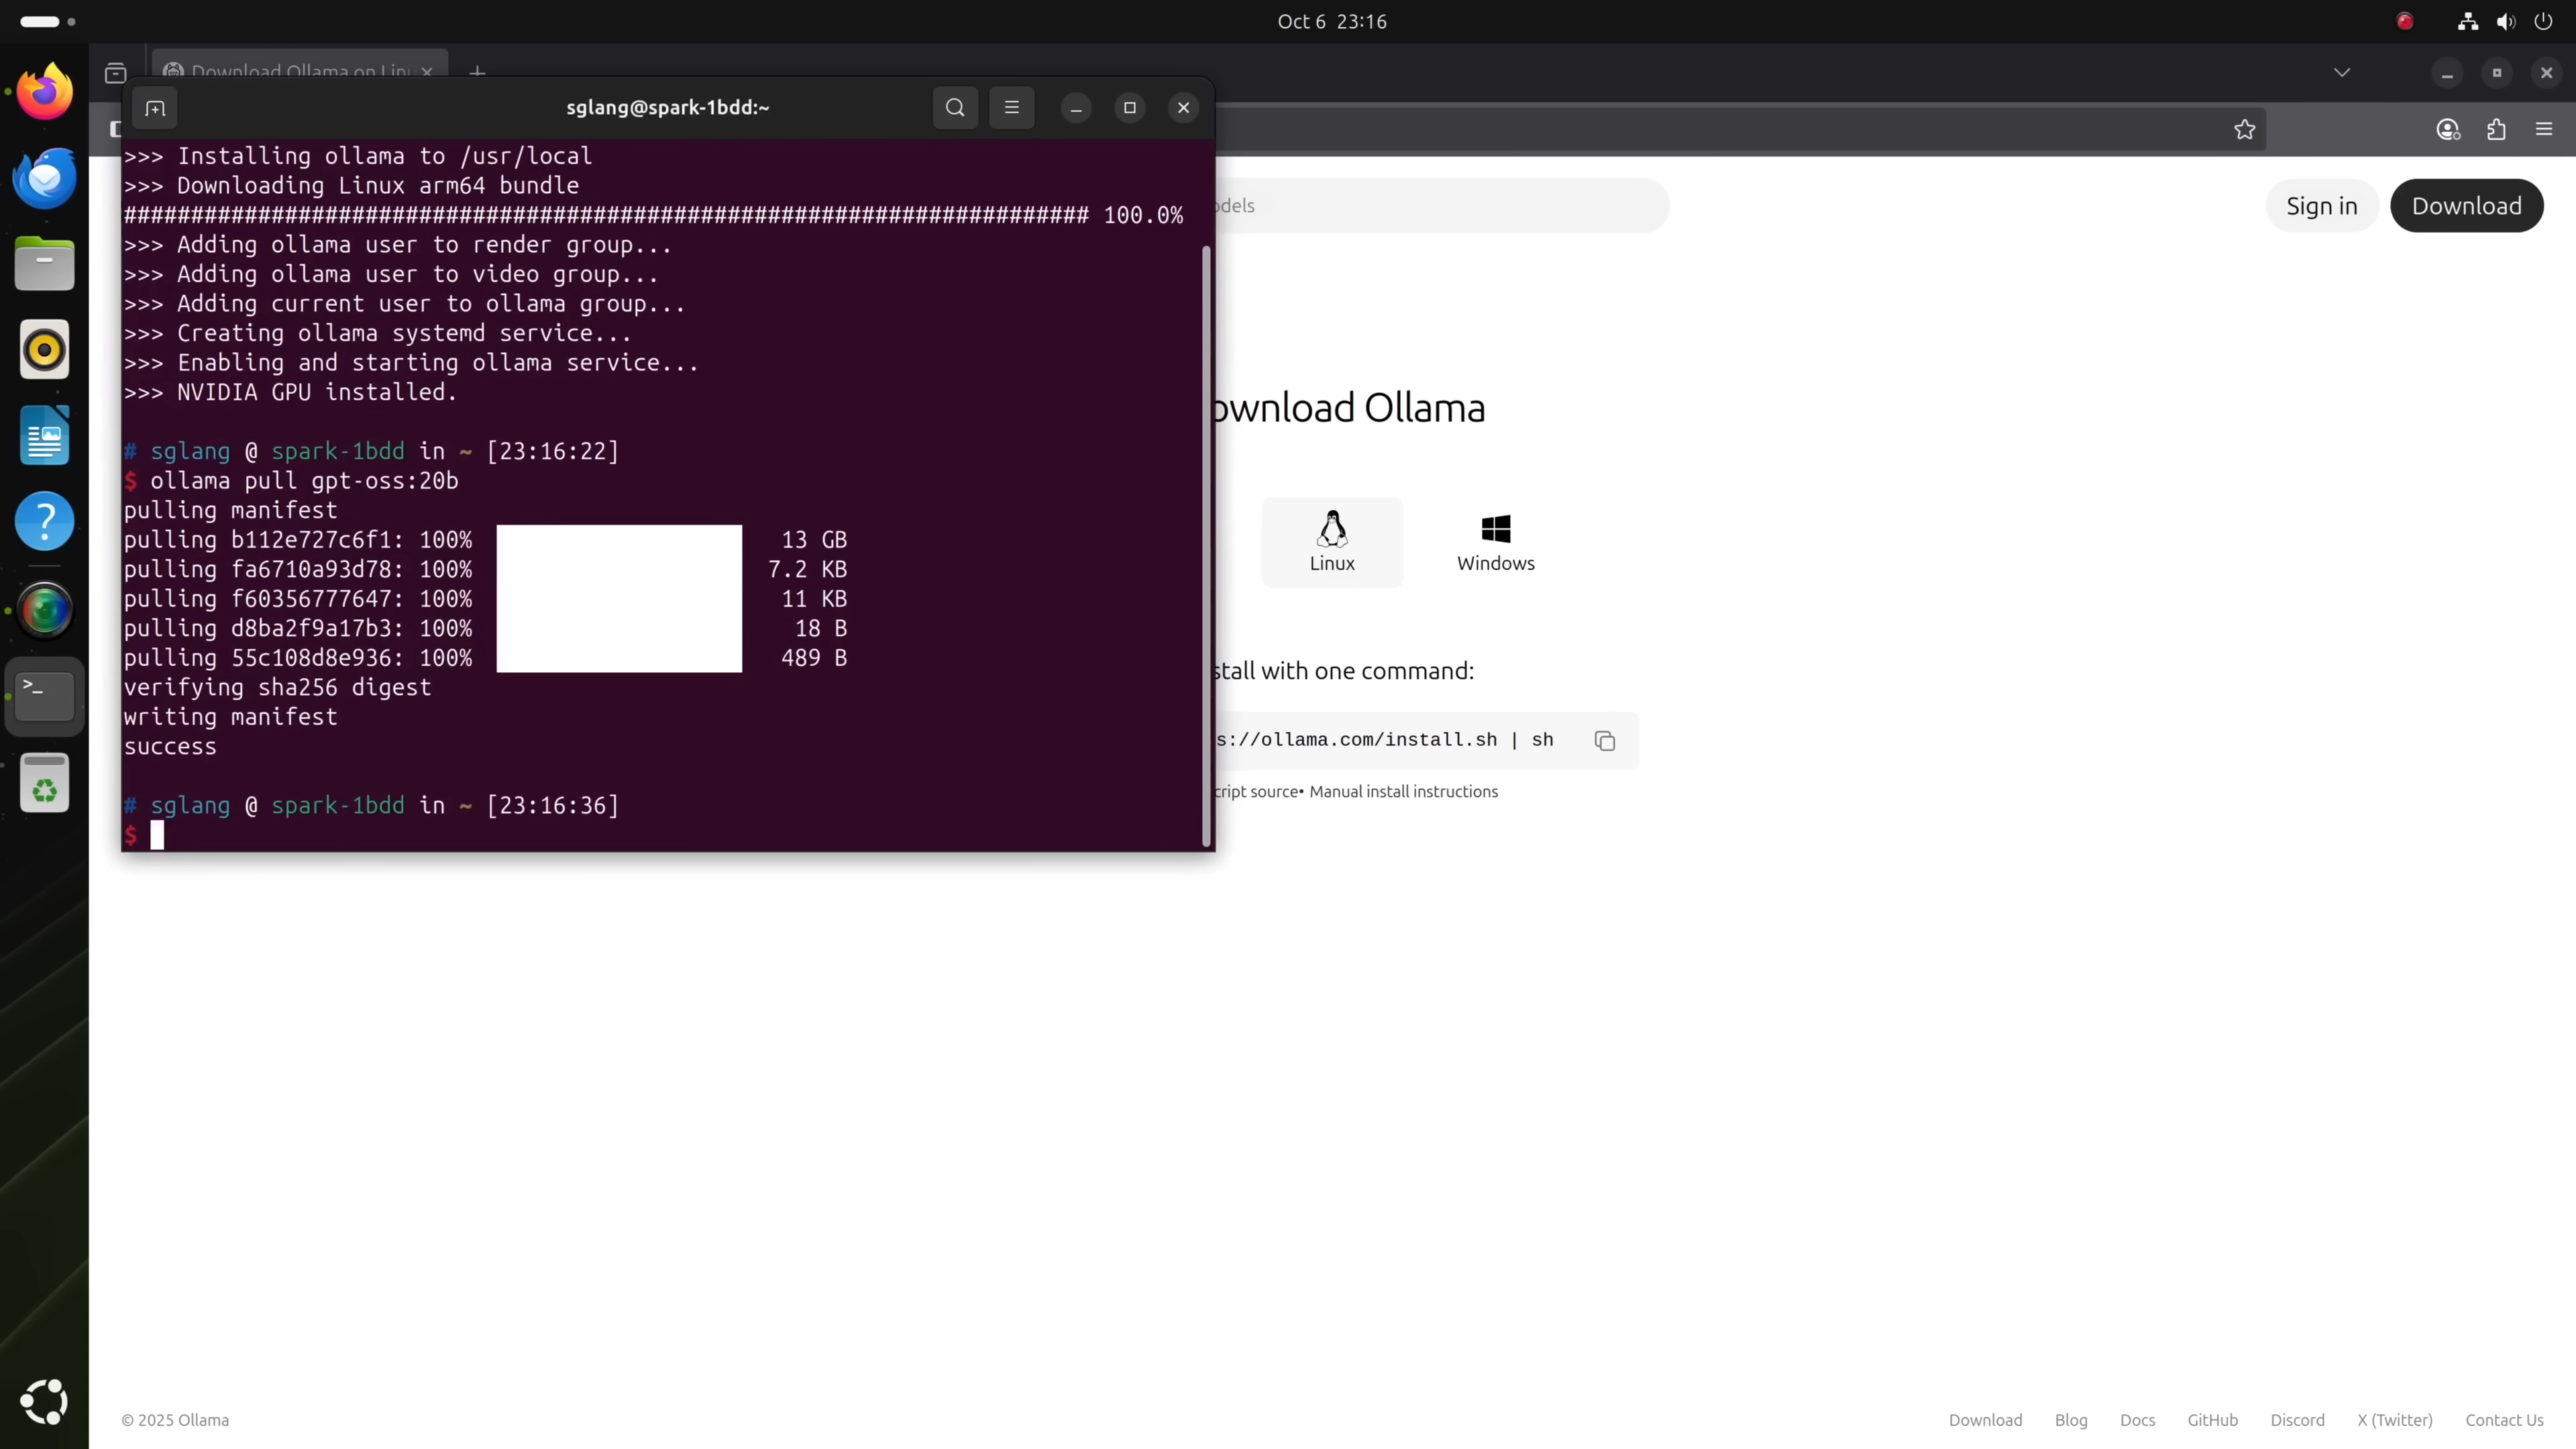 Oct 6 23:16
Download Ollama on Linu
sglang@spark-1bdd:~
>>> Installing ollama to /usr/local
>>> Downloading Linux arm64 bundle
######################################################################## 100.0%
>>> Adding ollama user to render group...
>>> Adding ollama user to video group...
>>> Adding current user to ollama group...
>>> Creating ollama systemd service...
>>> Enabling and starting ollama service...
>>> NVIDIA GPU installed.
# sglang @ spark-1bdd in ~ [23:16:22]
$ ollama pull gpt-oss:20b
pulling manifest
pulling b112e727c6f1: 100% 13 GB
pulling fa6710a93d78: 100% 7.2 KB
pulling f60356777647: 100% 11 KB
pulling d8ba2f9a17b3: 100% 18 B
pulling 55c108d8e936: 100% 489 B
verifying sha256 digest
writing manifest
success
# sglang @ spark-1bdd in ~ [23:16:36]
$
odels
Sign in
Download
ownload Ollama
Linux
Windows
stall with one command:
s://ollama.com/install.sh | sh
cript source• Manual install instructions
© 2025 Ollama
Download Blog Docs GitHub Discord X (Twitter) Contact Us